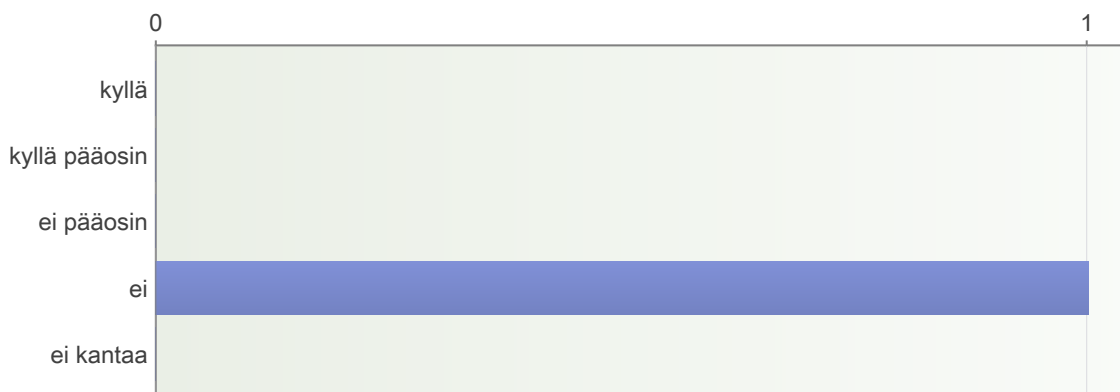 0 1
kyllä
kyllä pääosin
ei pääosin
ei
ei kantaa